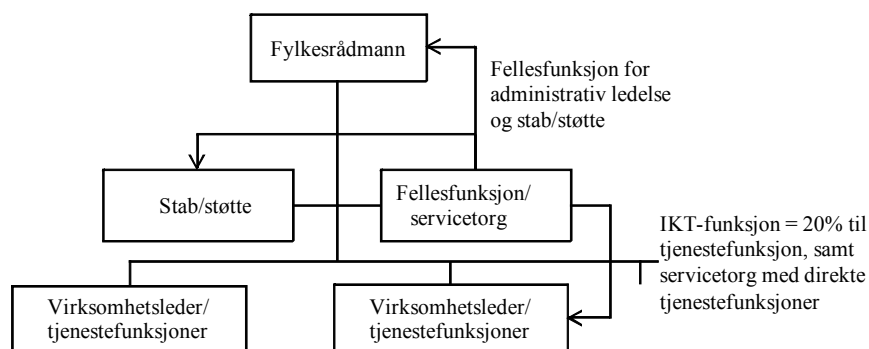 Fylkesrådmann
Fellesfunksjon for
administrativ ledelse
og stab/støtte
Stab/støtte
Fellesfunksjon/
servicetorg
IKT-funksjon = 20% til
tjenestefunksjon, samt
servicetorg med direkte
tjenestefunksjoner
Virksomhetsleder/
tjenestefunksjoner
Virksomhetsleder/
tjenestefunksjoner